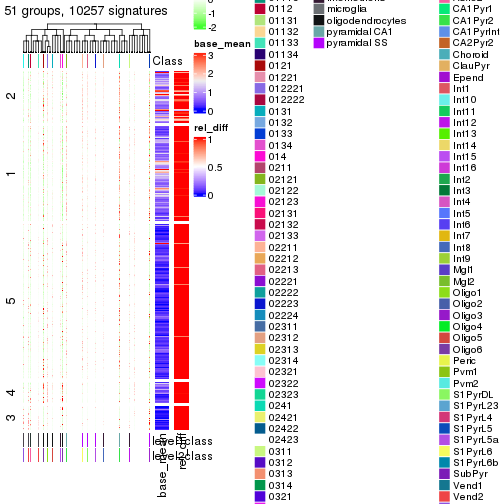 51 groups, 10257 signatures
Class
2
1
5
4
3
level1class
level2class
base_mean
rel_diff
2
0
-2
base_mean
3
2
1
0
rel_diff
1
0.5
0
0112
01131
01132
01133
01134
0121
01221
012221
012222
0131
0132
0133
0134
014
0211
02121
02122
02123
02131
02132
02133
02211
02212
02213
02221
02222
02223
02224
02311
02312
02313
02314
02321
02322
02323
0241
02421
02422
02423
0311
0312
0313
0314
0321
microglia
oligodendrocytes
pyramidal CA1
pyramidal SS
CA1Pyr1
CA1Pyr2
CA1PyrInt
CA2Pyr2
Choroid
ClauPyr
Epend
Int1
Int10
Int11
Int12
Int13
Int14
Int15
Int16
Int2
Int3
Int4
Int5
Int6
Int7
Int8
Int9
Mgl1
Mgl2
Oligo1
Oligo2
Oligo3
Oligo4
Oligo5
Oligo6
Peric
Pvm1
Pvm2
S1PyrDL
S1PyrL23
S1PyrL4
S1PyrL5
S1PyrL5a
S1PyrL6
S1PyrL6b
SubPyr
Vend1
Vend2